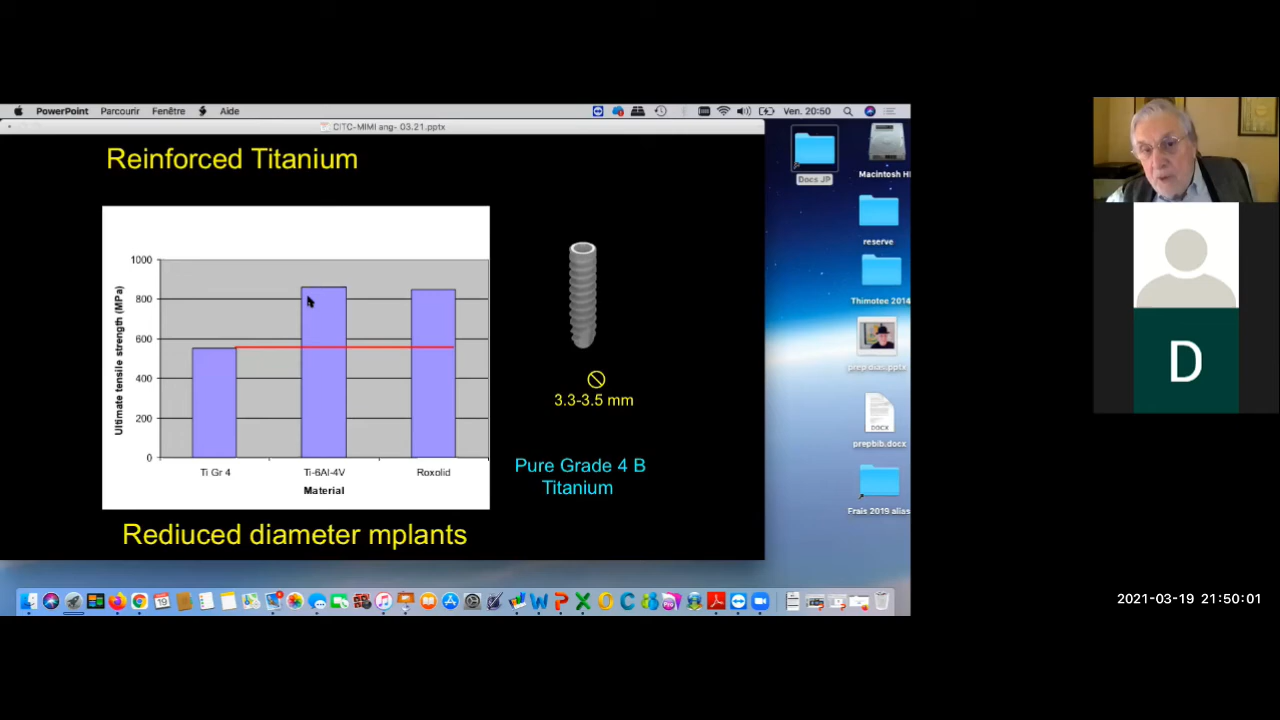 PowerPoint Parcourir Fenêtre Aide
Ven. 20:50
CITC-MIMI ang- 03.21.pptx
Reinforced Titanium
Ultimate tensile strength (MPa)
1000
800
600
400
200
0
Ti Gr 4
Ti-6Al-4V
Roxolid
Material
3.3-3.5 mm
Pure Grade 4 B
Titanium
Rediuced diameter mplants
Docs JP
Macintosh H
reserve
Thimotee 2014
prepbib.docx
Frais 2019 alias
DOCX
19
D
2021-03-19 21:50:01